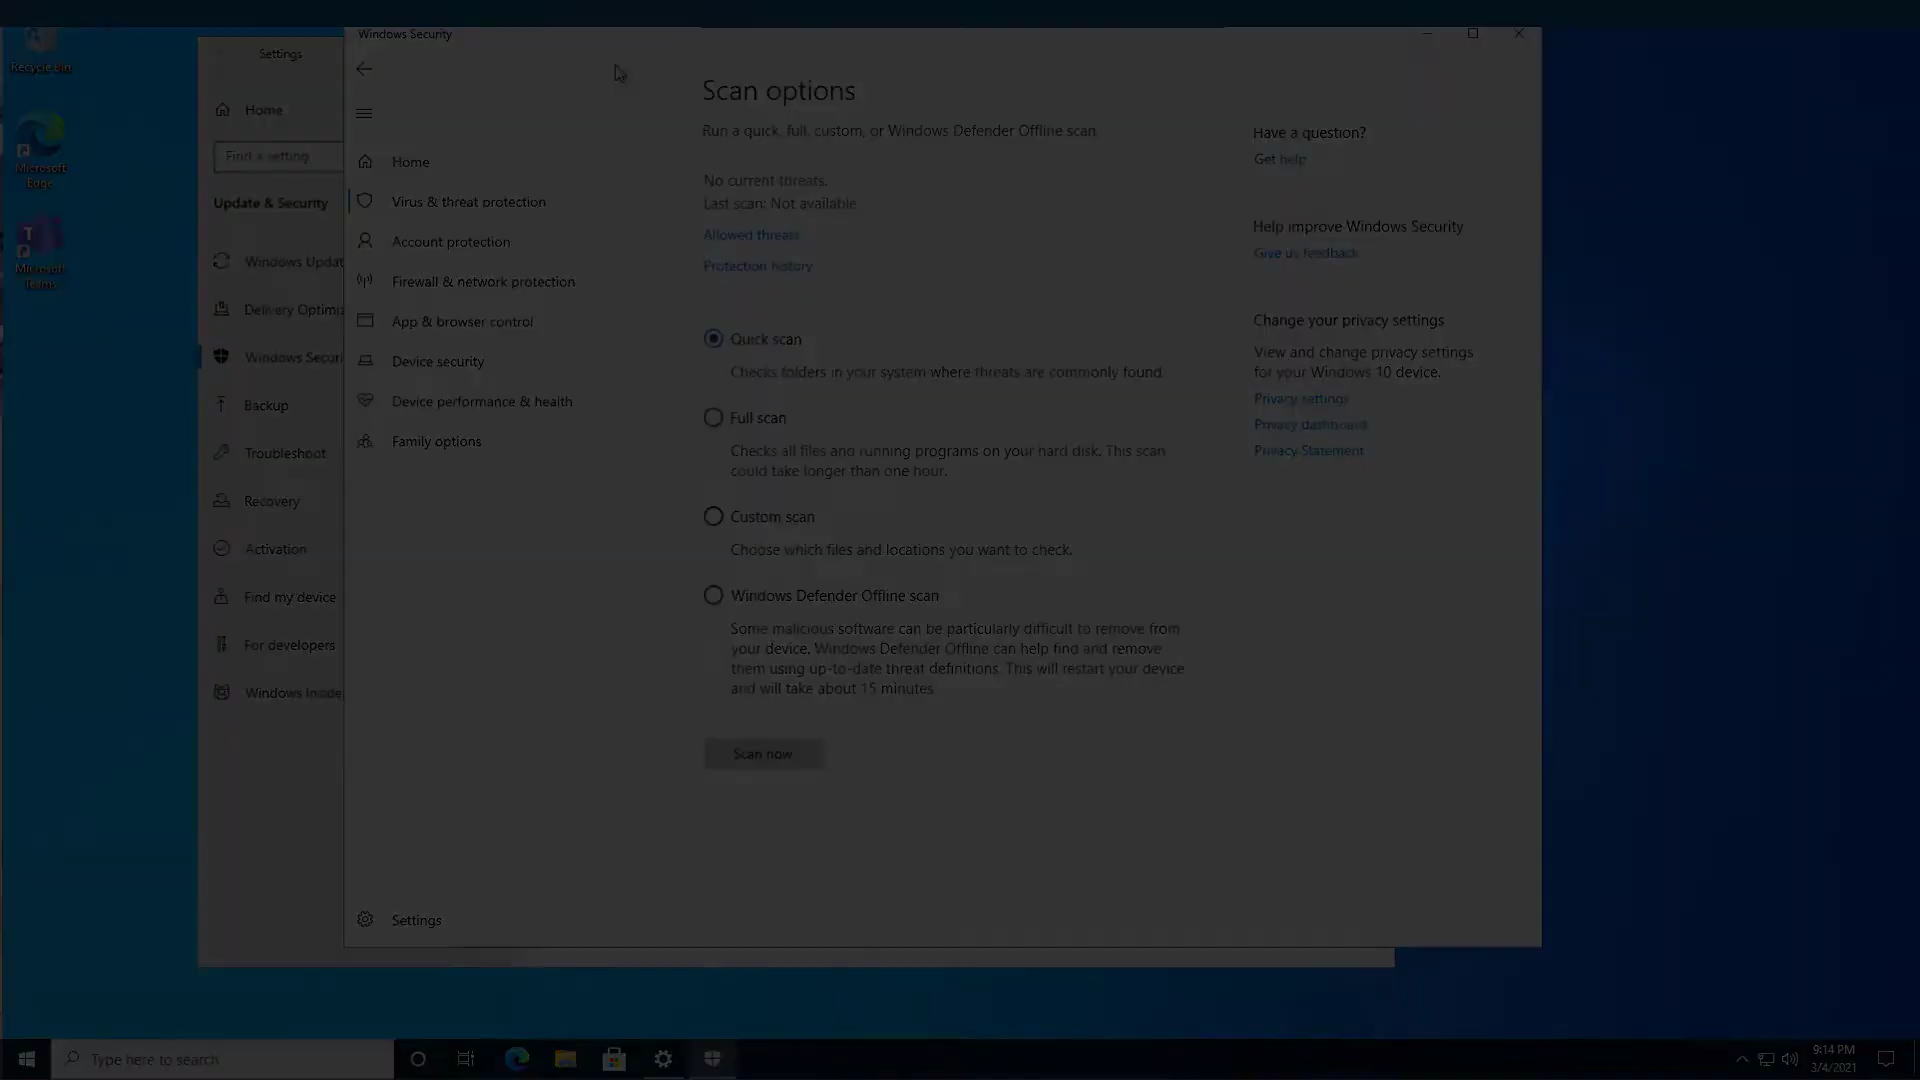 Recycle Bin
Microsoft
Edge
Microsoft
Teams
Settings
Home
Find a setting
Update & Security
Windows Updat
Delivery Optimiz
Windows Securi
Backup
Troubleshoot
Recovery
Activation
Find my device
For developers
Windows Inside
Windows Security
Home
Virus & threat protection
Account protection
Firewall & network protection
App & browser control
Device security
Device performance & health
Family options
Settings
Scan options
Run a quick, full, custom, or Windows Defender Offline scan
No current threats.
Last scan: Not available
Allowed threats
Protection history
Quick scan
Checks folders in your system where threats are commonly found.
Full scan
Checks all files and running programs on your hard disk. This scan
could take longer than one hour.
Custom scan
Choose which files and locations you want to check.
Windows Defender Offline scan
Some malicious software can be particularly difficult to remove from
your device. Windows Defender Offline can help find and remove
them using up-to-date threat definitions. This will restart your device
and will take about 15 minutes.
Scan now
Have a question?
Get help
Help improve Windows Security
Give us feedback
Change your privacy settings
View and change privacy settings
for your Windows 10 device.
Privacy settings
Privacy dashboard
Privacy Statement
Type here to search
9:14 PM
3/4/2021